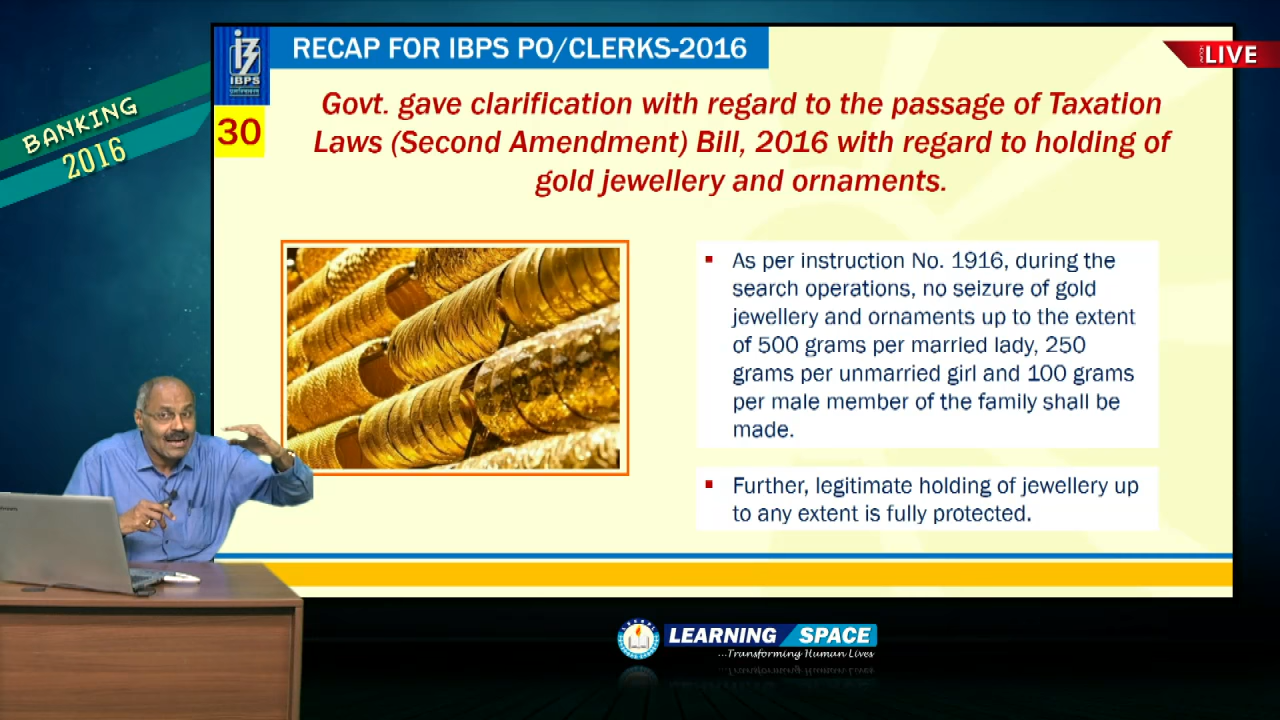 BANKING
2016
IBPS
RECAP FOR IBPS PO/CLERKS-2016
LIVE
30
Govt. gave clarification with regard to the passage of Taxation
Laws (Second Amendment) Bill, 2016 with regard to holding of
gold jewellery and ornaments.
As per instruction No. 1916, during the
search operations, no seizure of gold
jewellery and ornaments up to the extent
of 500 grams per married lady, 250
grams per unmarried girl and 100 grams
per male member of the family shall be
made.
Further, legitimate holding of jewellery up
to any extent is fully protected.
LEARNING SPACE
...Transforming Human Lives